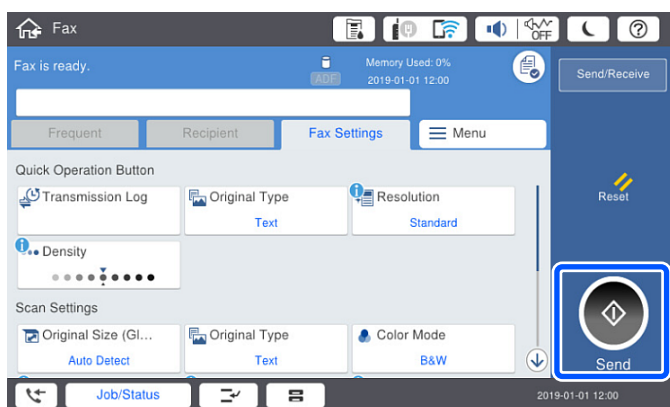 Fax
OFF
Fax is ready.
ADF
Memory Used: 0%
2019-01-01 12:00
Send/Receive
Frequent
Recipient
Fax Settings
Menu
Quick Operation Button
Transmission Log
Original Type
Text
Resolution
Standard
Reset
Density
Scan Settings
Original Size (Gl...
Auto Detect
Original Type
Text
Color Mode
B&W
Send
Job/Status
2019-01-01 12:00